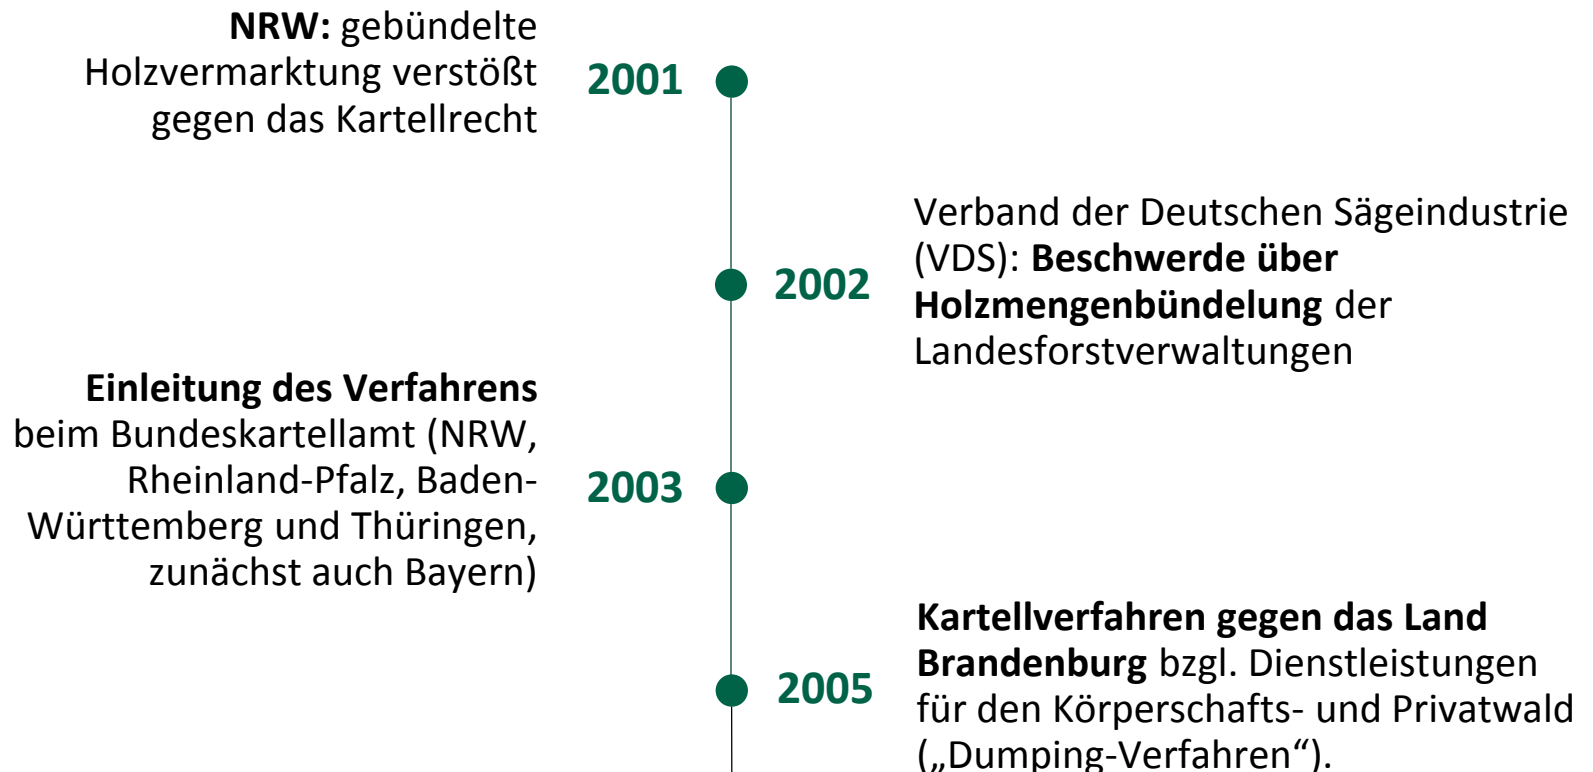 NRW: gebündelte
Holzvermarktung verstößt
gegen das Kartellrecht
2001
2002
Verband der Deutschen Sägeindustrie
(VDS): Beschwerde über
Holzmengenbündelung der
Landesforstverwaltungen
Einleitung des Verfahrens
beim Bundeskartellamt (NRW,
Rheinland-Pfalz, Baden-
Württemberg und Thüringen,
zunächst auch Bayern)
2003
2005
Kartellverfahren gegen das Land
Brandenburg bzgl. Dienstleistungen
für den Körperschafts- und Privatwald
(„Dumping-Verfahren“).